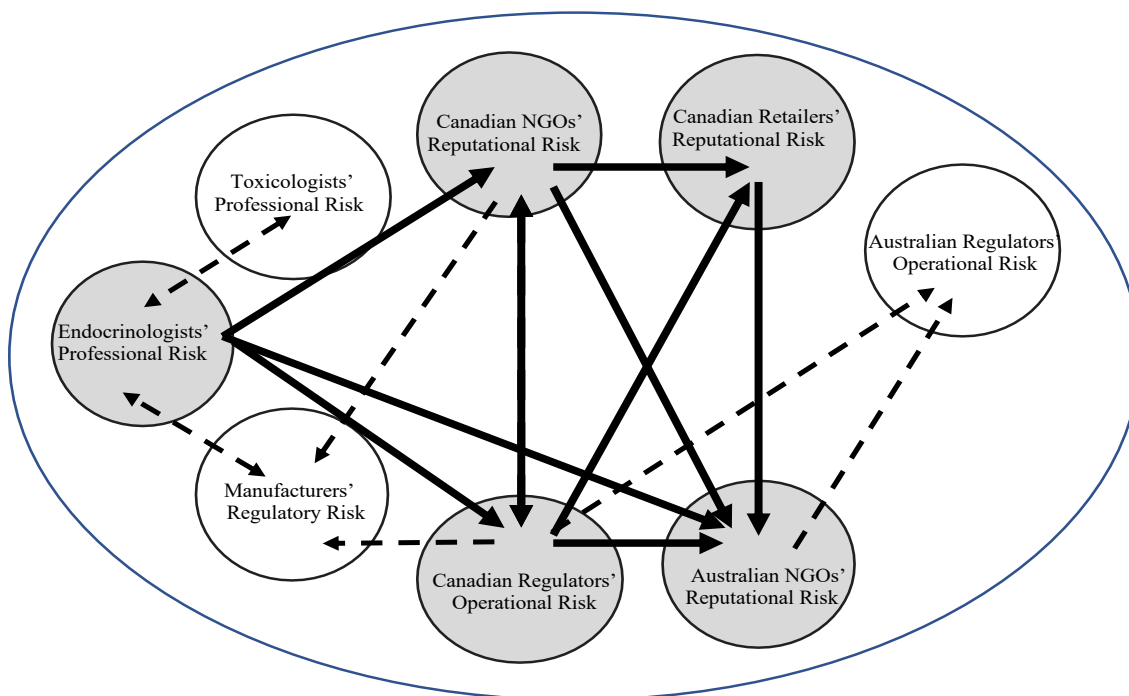 Canadian NGOs’
Reputational Risk
Canadian Retailers’
Reputational Risk
Toxicologists’
Professional Risk
Australian Regulators’
Operational Risk
Endocrinologists’
Professional Risk
Manufacturers’
Regulatory Risk
Canadian Regulators’
Operational Risk
Australian NGOs’
Reputational Risk